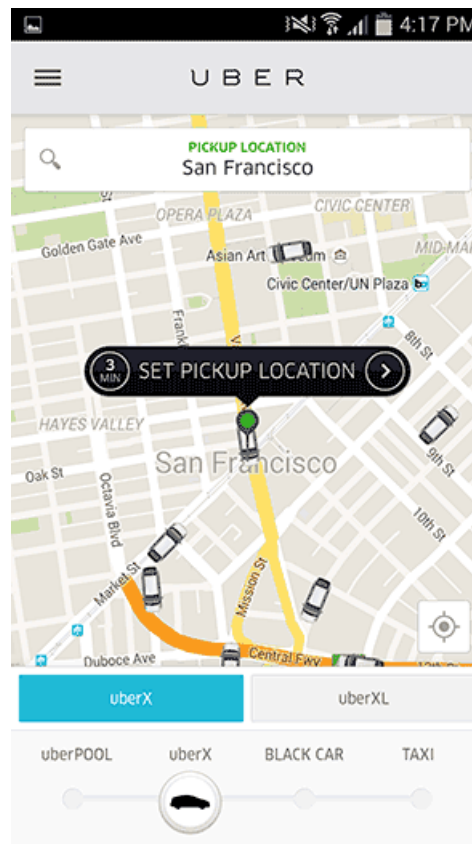 4:17 PM
UBER
PICKUP LOCATION
San Francisco
OPERA PLAZA
CIVIC CENTER
Golden Gate Ave
Asian Art
MID-MAR
Civic Center/UN Plaza
8th St
3 MIN
SET PICKUP LOCATION
HAYES VALLEY
San Francisco
9th St
Oak St
Octavia Blvd
10th St
Market St
Mission St
Duboce Ave
Central Fwy
uberX
uberXL
uberPOOL
uberX
BLACK CAR
TAXI